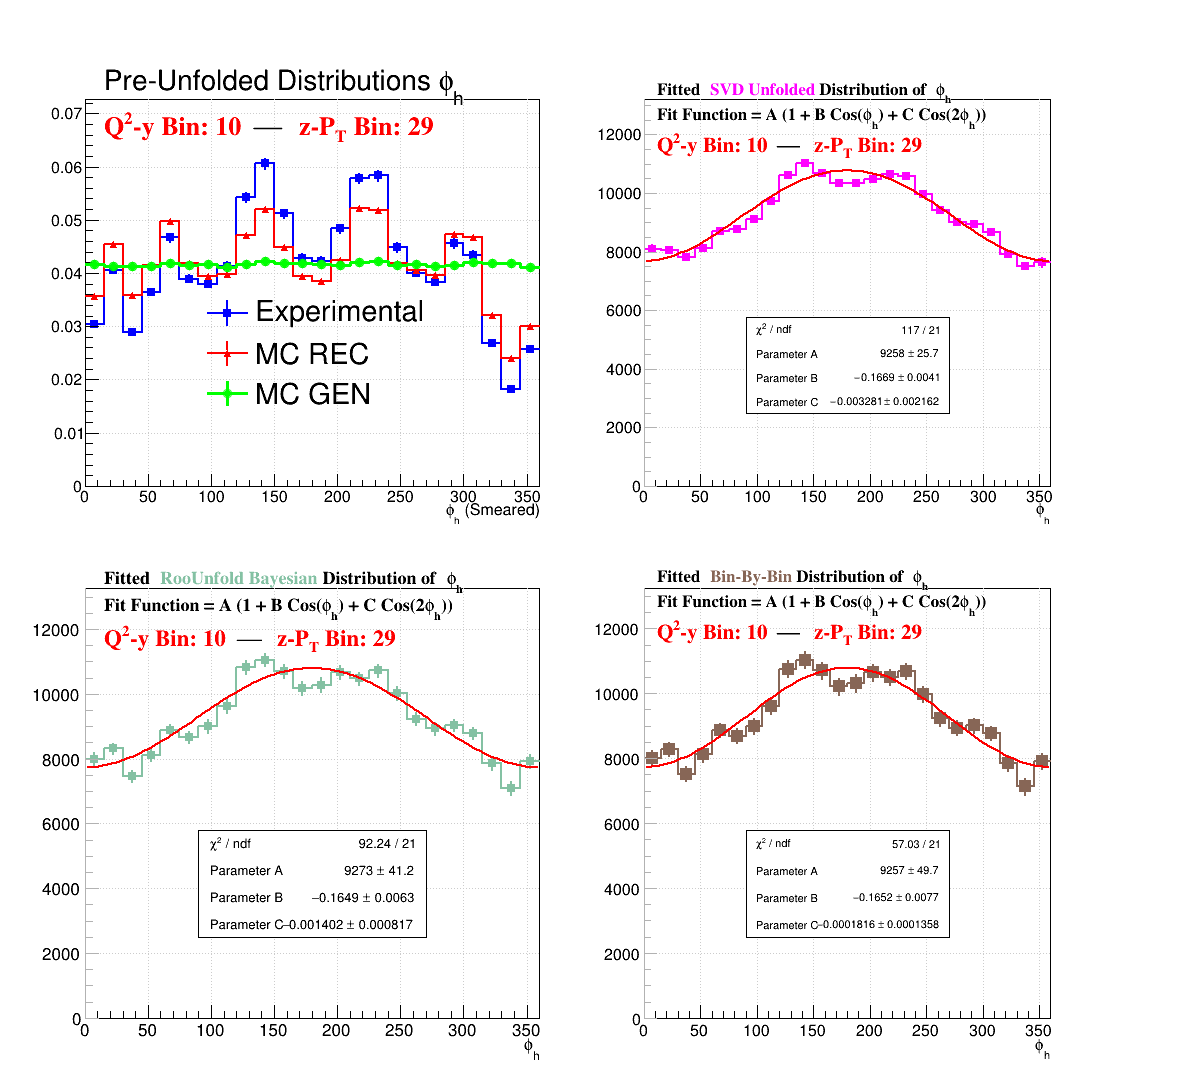 Pre-Unfolded Distributions ϕh
Q²-y Bin: 10 — z-PT Bin: 29
0.07
0.06
0.05
0.04
0.03
0.02
0.01
0
Experimental
MC REC
MC GEN
0 50 100 150 200 250 300 350
ϕh (Smeared)
Fitted SVD Unfolded Distribution of ϕh
Fit Function = A (1 + B Cos(ϕh) + C Cos(2ϕh))
Q²-y Bin: 10 — z-PT Bin: 29
12000
10000
8000
6000
4000
2000
0
χ² / ndf 117 / 21
Parameter A 9258 ± 25.7
Parameter B −0.1669 ± 0.0041
Parameter C −0.003281 ± 0.002162
0 50 100 150 200 250 300 350
ϕh
Fitted RooUnfold Bayesian Distribution of ϕh
Fit Function = A (1 + B Cos(ϕh) + C Cos(2ϕh))
Q²-y Bin: 10 — z-PT Bin: 29
12000
10000
8000
6000
4000
2000
0
χ² / ndf 92.24 / 21
Parameter A 9273 ± 41.2
Parameter B −0.1649 ± 0.0063
Parameter C −0.001402 ± 0.000817
0 50 100 150 200 250 300 350
ϕh
Fitted Bin-By-Bin Distribution of ϕh
Fit Function = A (1 + B Cos(ϕh) + C Cos(2ϕh))
Q²-y Bin: 10 — z-PT Bin: 29
12000
10000
8000
6000
4000
2000
0
χ² / ndf 57.03 / 21
Parameter A 9257 ± 49.7
Parameter B −0.1652 ± 0.0077
Parameter C −0.0001816 ± 0.0001358
0 50 100 150 200 250 300 350
ϕh